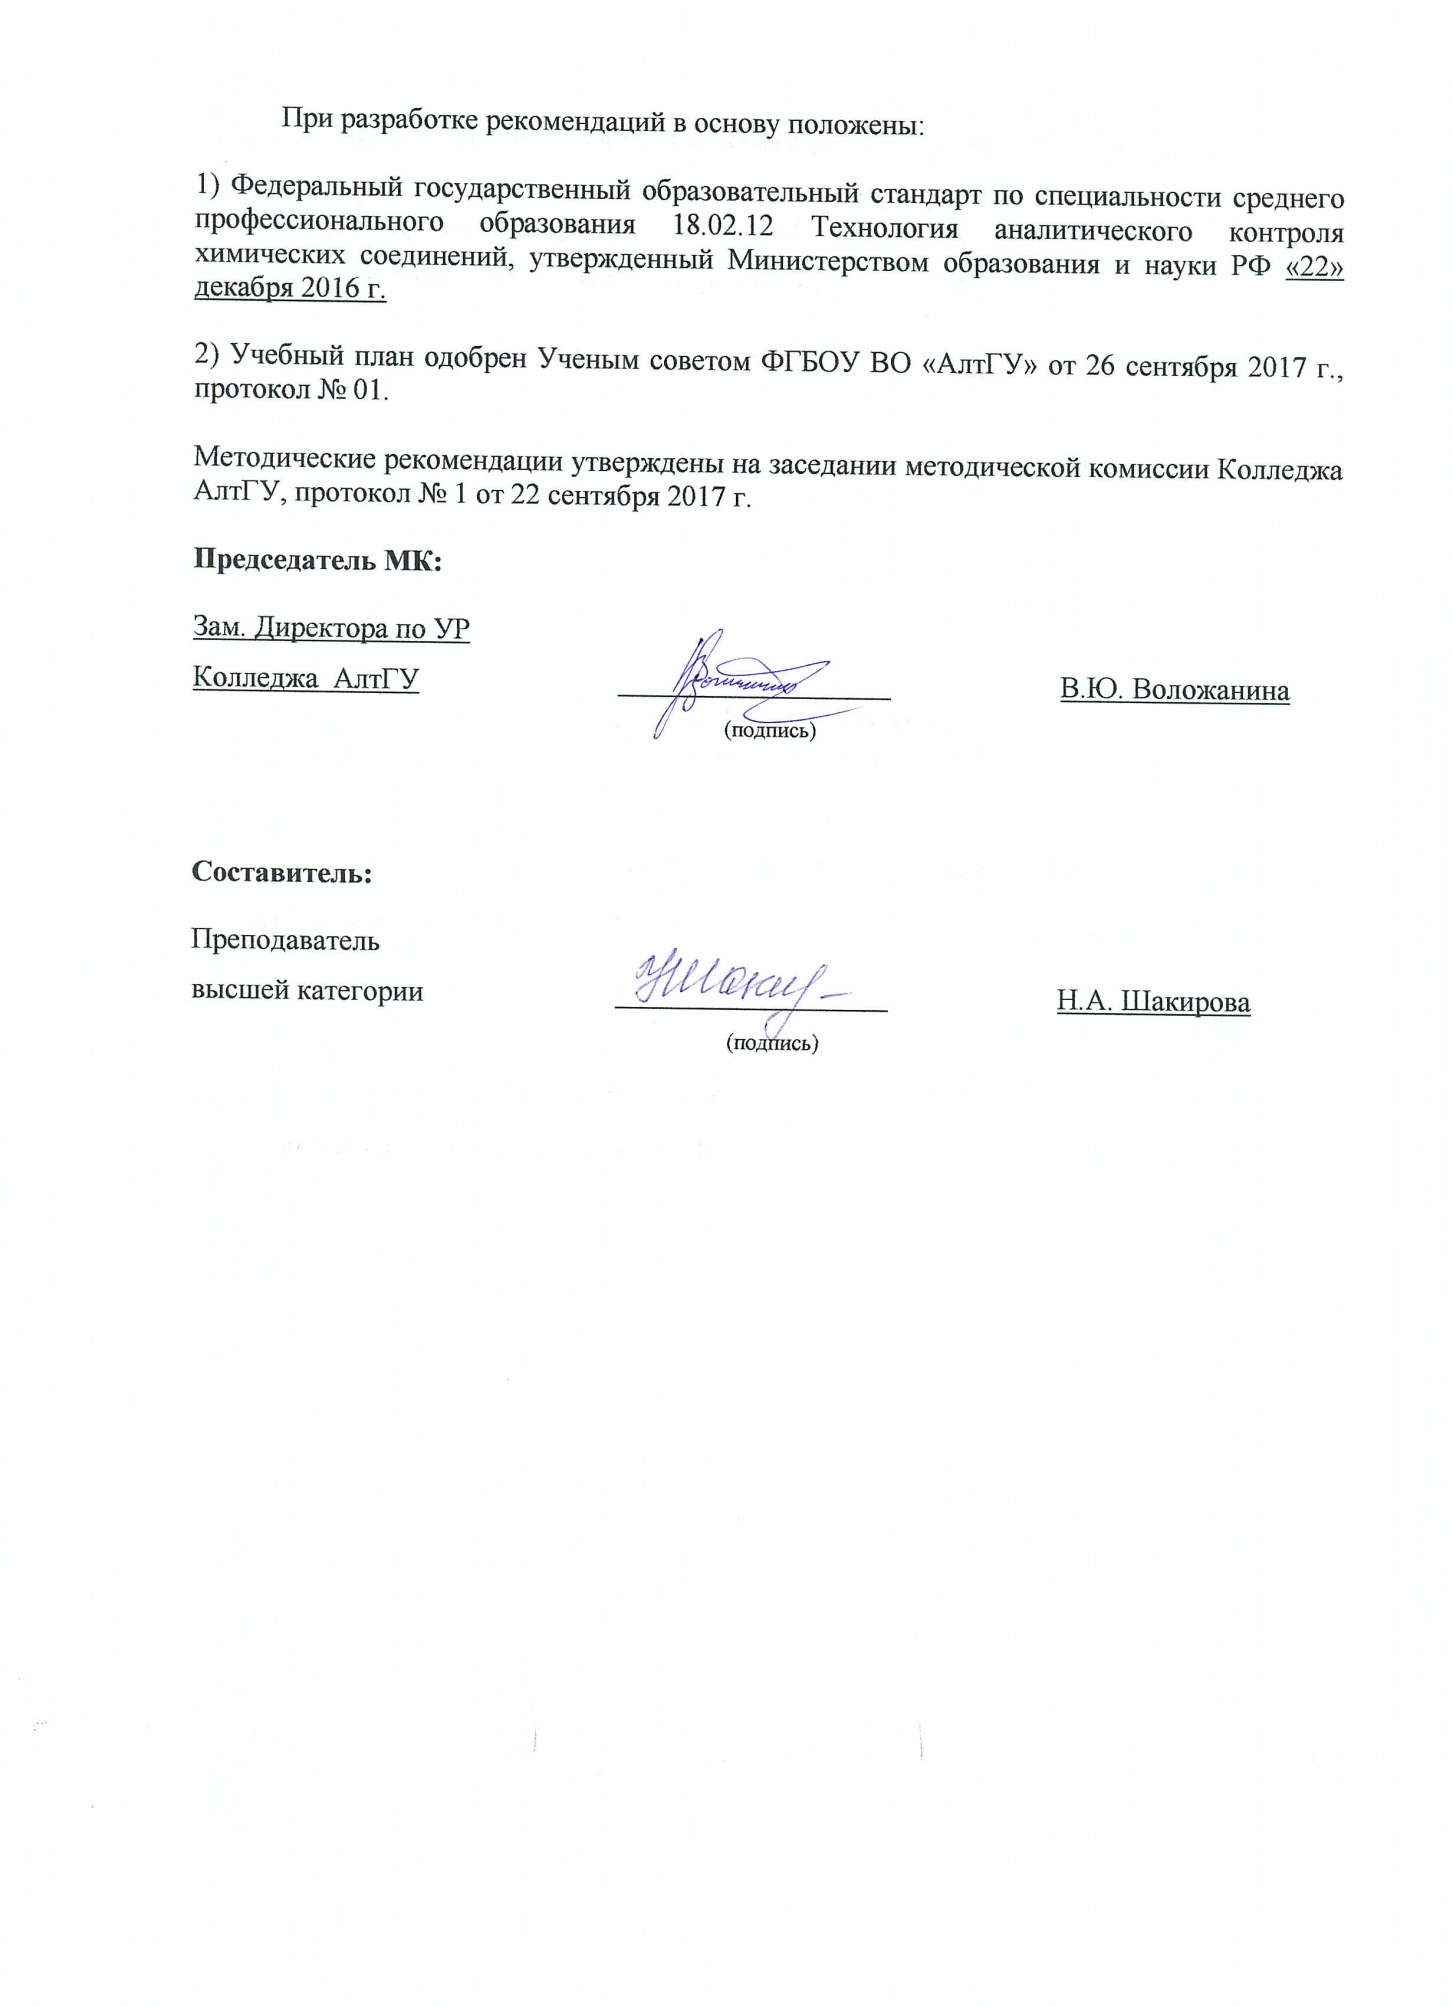 При разработке рекомендаций в основу положены:
1) Федеральный государственный образовательный стандарт по специальности среднего
профессионального образования 18.02.12 Технология аналитического контроля
химических соединений, утвержденный Министерством образования и науки РФ «22»
декабря 2016 г.
2) Учебный план одобрен Ученым советом ФГБОУ ВО «АлтГУ» от 26 сентября 2017 г.,
протокол № 01.
Методические рекомендации утверждены на заседании методической комиссии Колледжа
АлтГУ, протокол № 1 от 22 сентября 2017 г.
Председатель МК:
Зам. Директора по УР
Колледжа АлтГУ В.Ю. Воложанина
(подпись)
Составитель:
Преподаватель
высшей категории Н.А. Шакирова
(подпись)